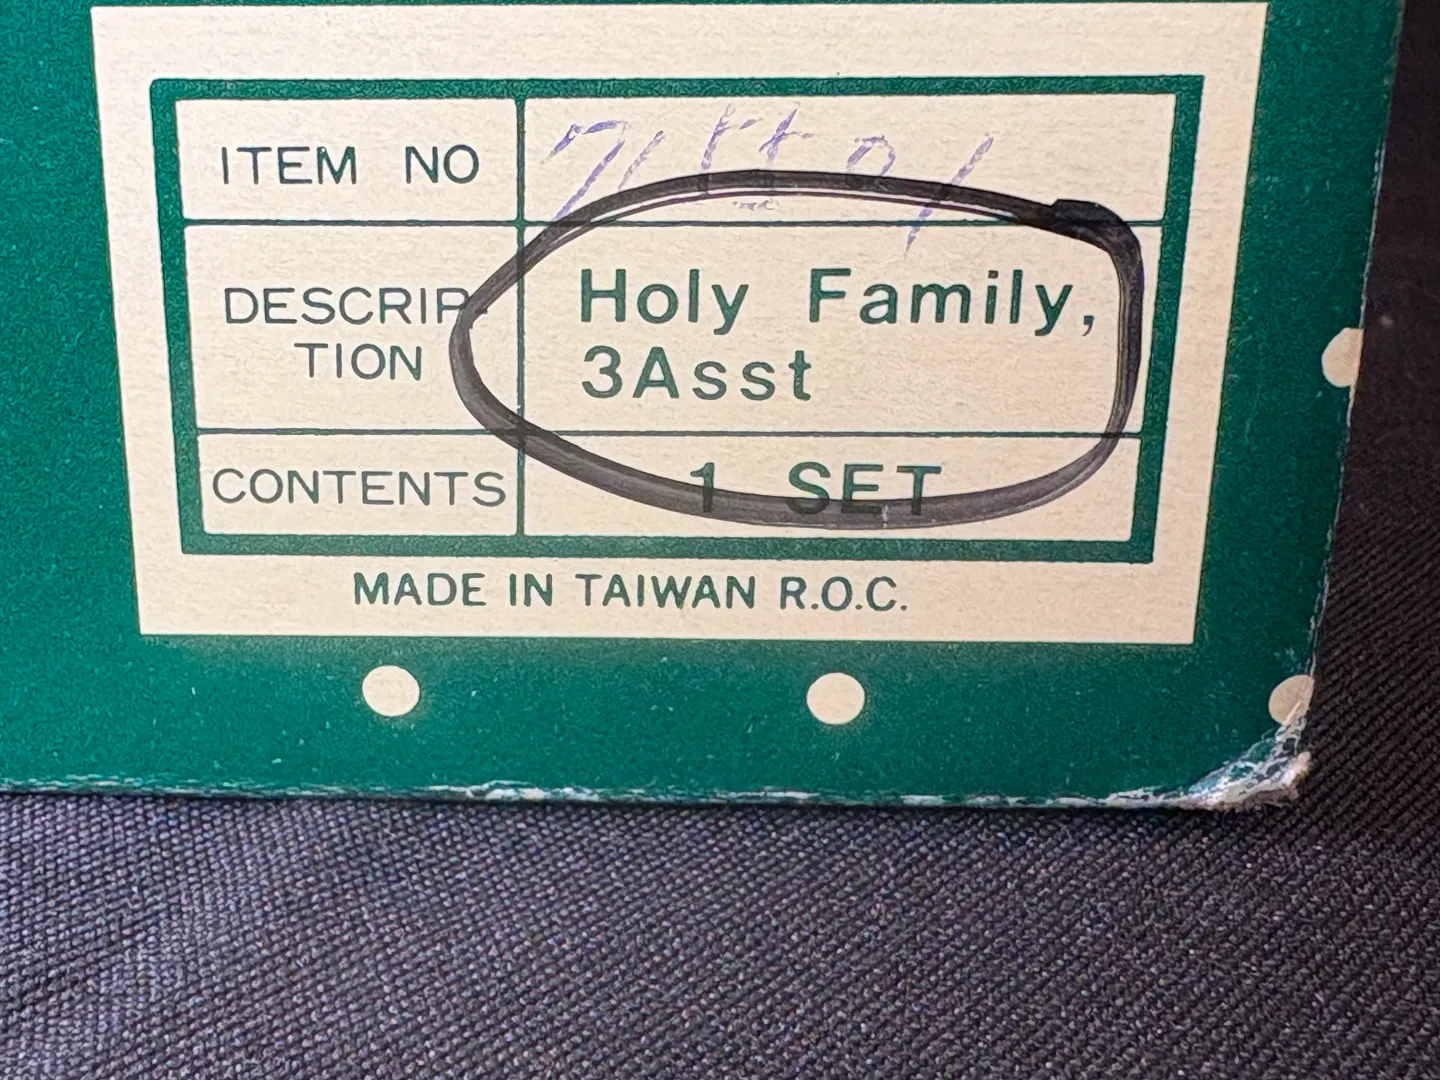 ITEM NO
DESCRIP-
TION
Holy Family,
3Asst
CONTENTS 1 SET
MADE IN TAIWAN R.O.C.